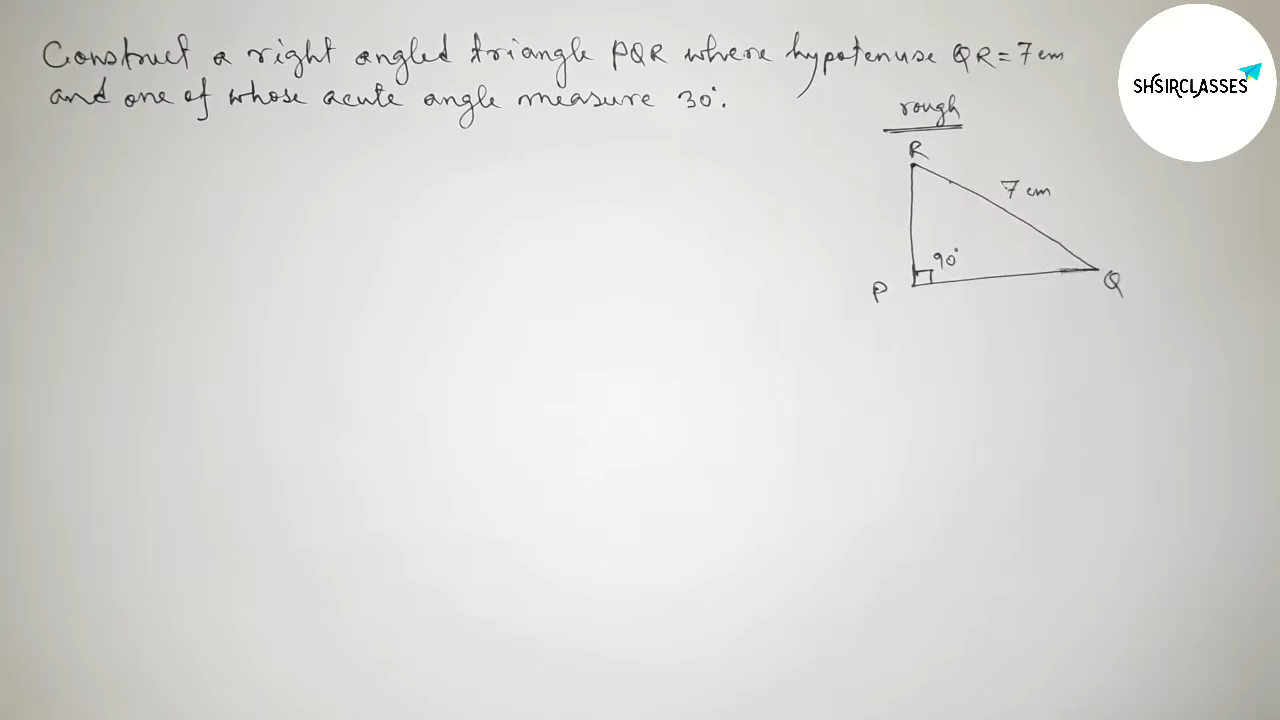 Construct a right angled triangle PQR where hypotenuse QR = 7 cm
and one of whose acute angle measure 30°.
SHSIRCLASSES
rough
R
7 cm
90°
P
Q